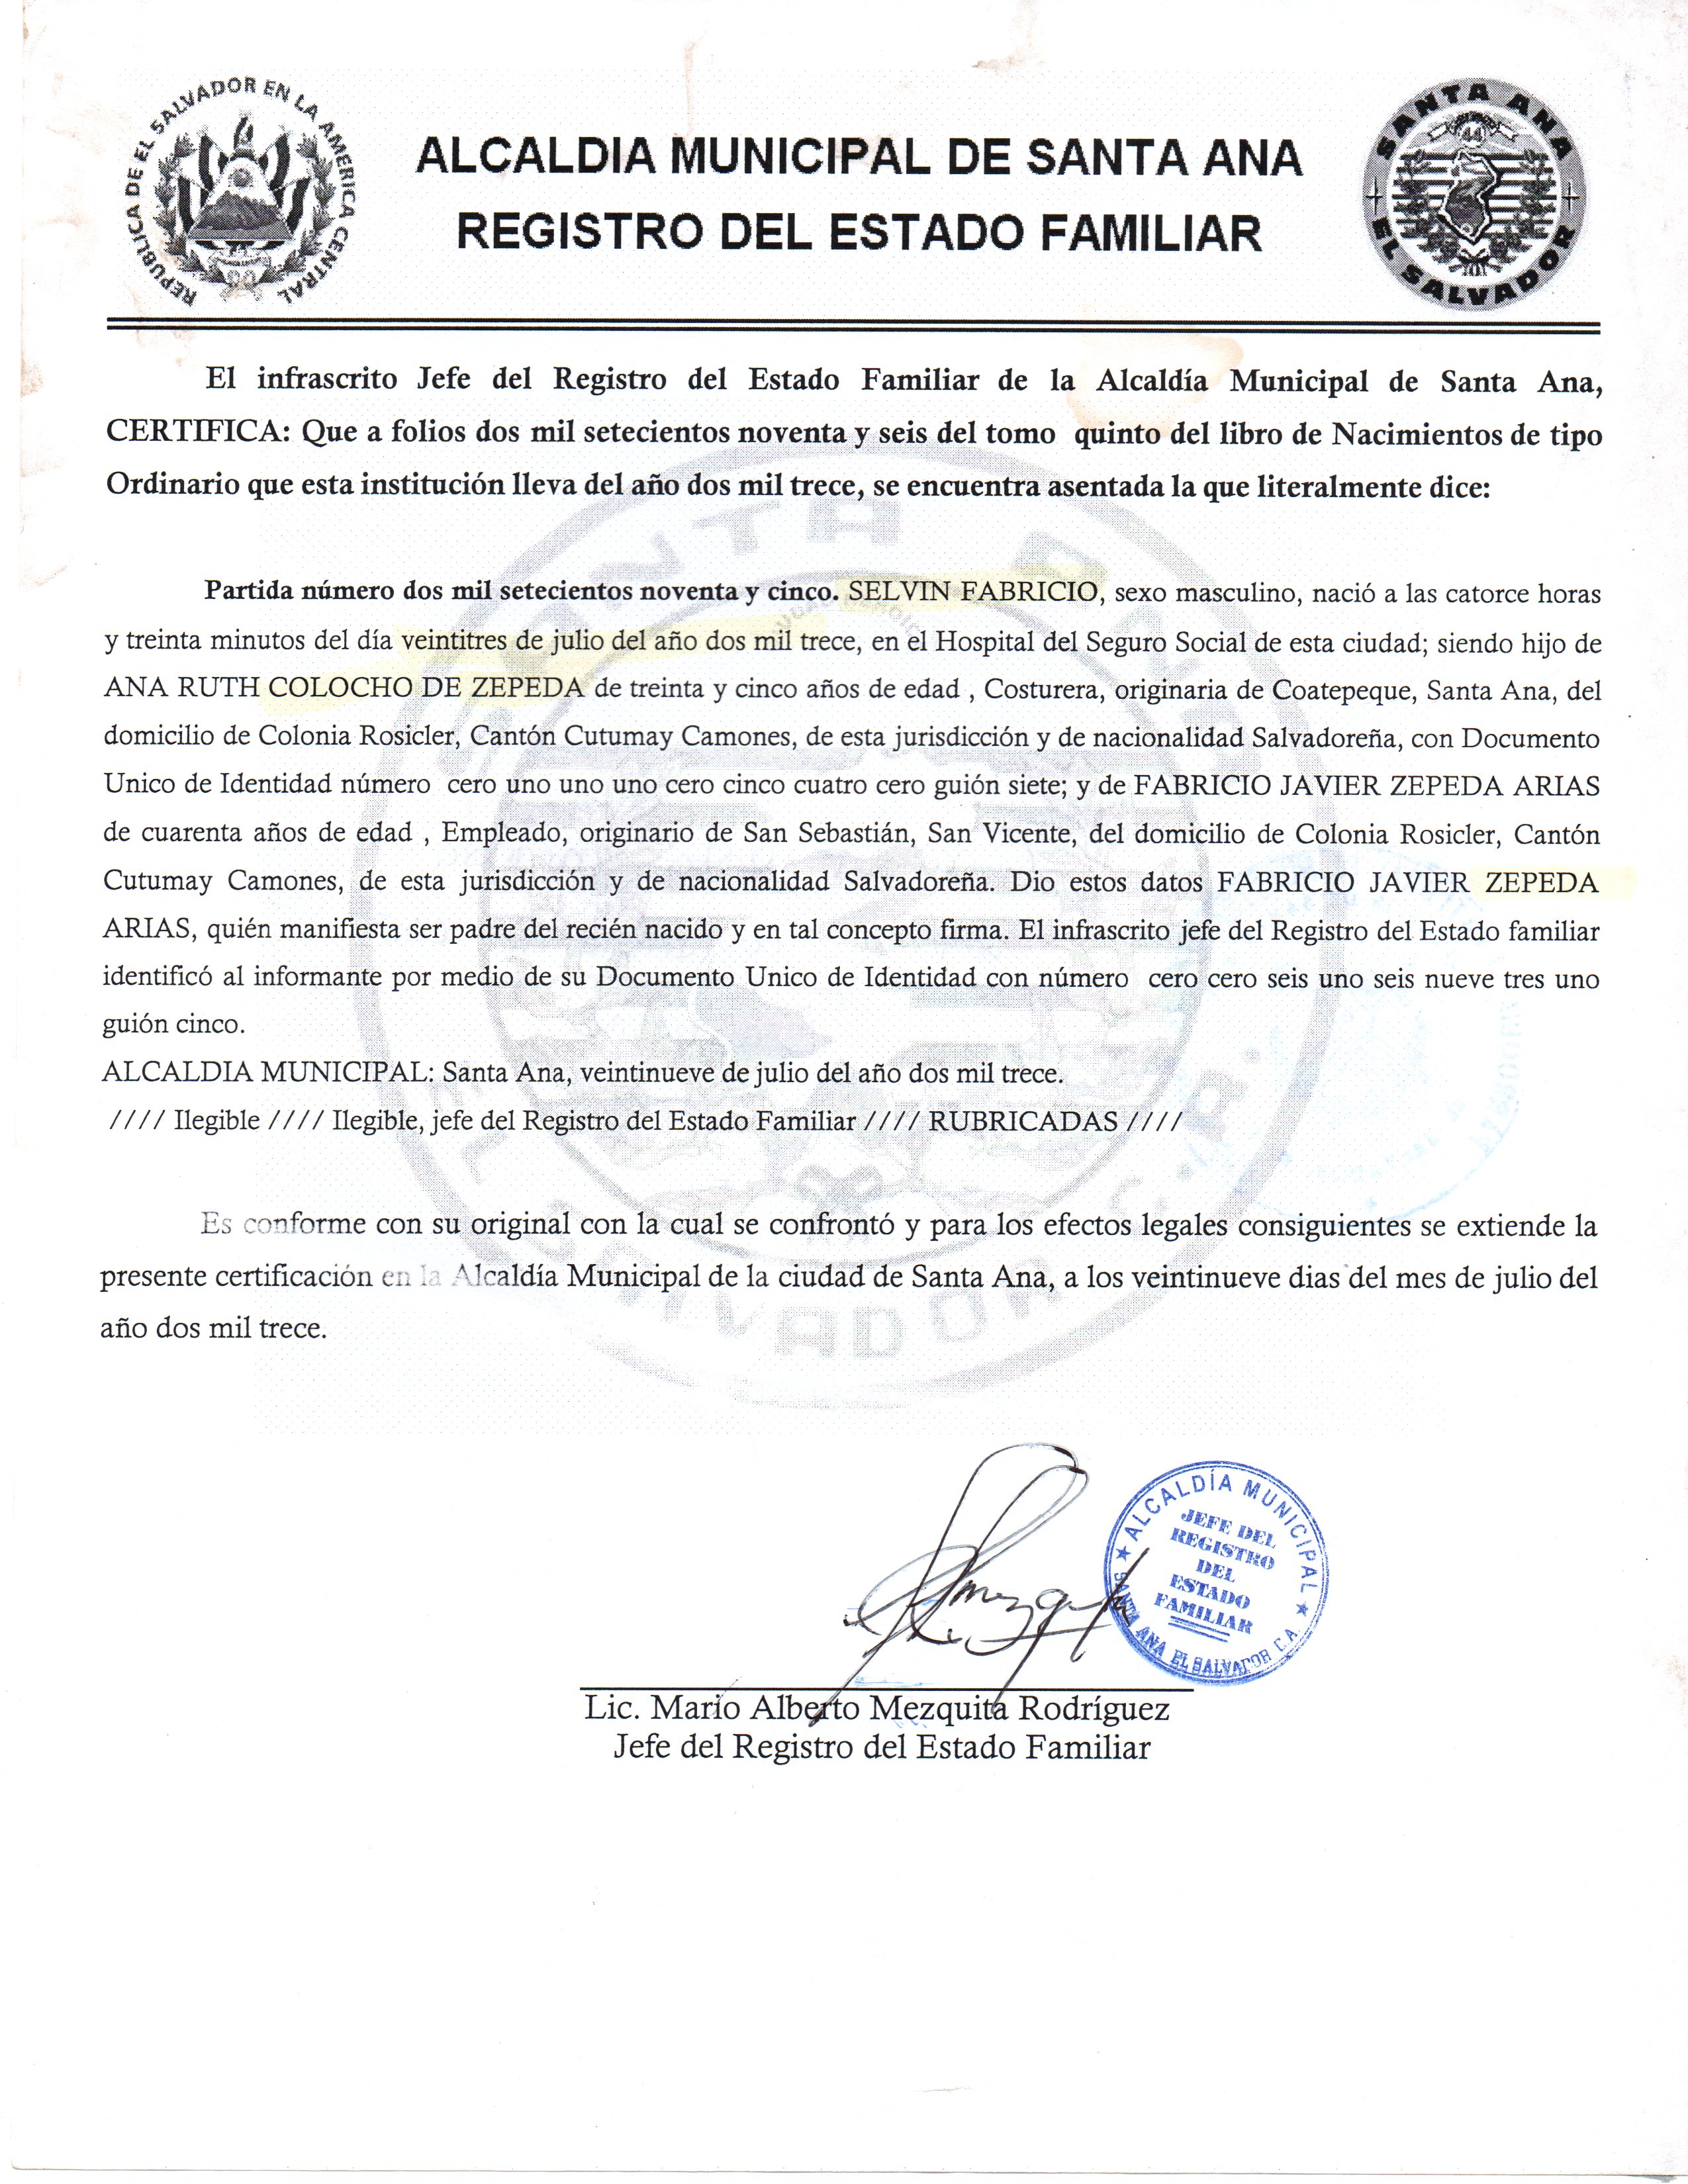 REPUBLICA DE EL SALVADOR EN LA AMERICA CENTRAL
ALCALDIA MUNICIPAL DE SANTA ANA
REGISTRO DEL ESTADO FAMILIAR
SANTA ANA
44
EL SALVADOR
El infrascrito Jefe del Registro del Estado Familiar de la Alcaldía Municipal de Santa Ana,
CERTIFICA: Que a folios dos mil setecientos noventa y seis del tomo quinto del libro de Nacimientos de tipo
Ordinario que esta institución lleva del año dos mil trece, se encuentra asentada la que literalmente dice:
Partida número dos mil setecientos noventa y cinco. SELVIN FABRICIO, sexo masculino, nació a las catorce horas
y treinta minutos del día veintitres de julio del año dos mil trece, en el Hospital del Seguro Social de esta ciudad; siendo hijo de
ANA RUTH COLOCHO DE ZEPEDA de treinta y cinco años de edad , Costurera, originaria de Coatepeque, Santa Ana, del
domicilio de Colonia Rosicler, Cantón Cutumay Camones, de esta jurisdicción y de nacionalidad Salvadoreña, con Documento
Unico de Identidad número cero uno uno uno cero cinco cuatro cero guión siete; y de FABRICIO JAVIER ZEPEDA ARIAS
de cuarenta años de edad , Empleado, originario de San Sebastián, San Vicente, del domicilio de Colonia Rosicler, Cantón
Cutumay Camones, de esta jurisdicción y de nacionalidad Salvadoreña. Dio estos datos FABRICIO JAVIER ZEPEDA
ARIAS, quién manifiesta ser padre del recién nacido y en tal concepto firma. El infrascrito jefe del Registro del Estado familiar
identificó al informante por medio de su Documento Unico de Identidad con número cero cero seis uno seis nueve tres uno
guión cinco.
ALCALDIA MUNICIPAL: Santa Ana, veintinueve de julio del año dos mil trece.
//// Ilegible //// Ilegible, jefe del Registro del Estado Familiar //// RUBRICADAS ////
Es conforme con su original con la cual se confrontó y para los efectos legales consiguientes se extiende la
presente certificación en la Alcaldía Municipal de la ciudad de Santa Ana, a los veintinueve dias del mes de julio del
año dos mil trece.
ALCALDÍA MUNICIPAL
JEFE DEL
REGISTRO
DEL
ESTADO
FAMILIAR
SANTA ANA EL SALVADOR C.A.
Lic. Mario Alberto Mezquita Rodríguez
Jefe del Registro del Estado Familiar